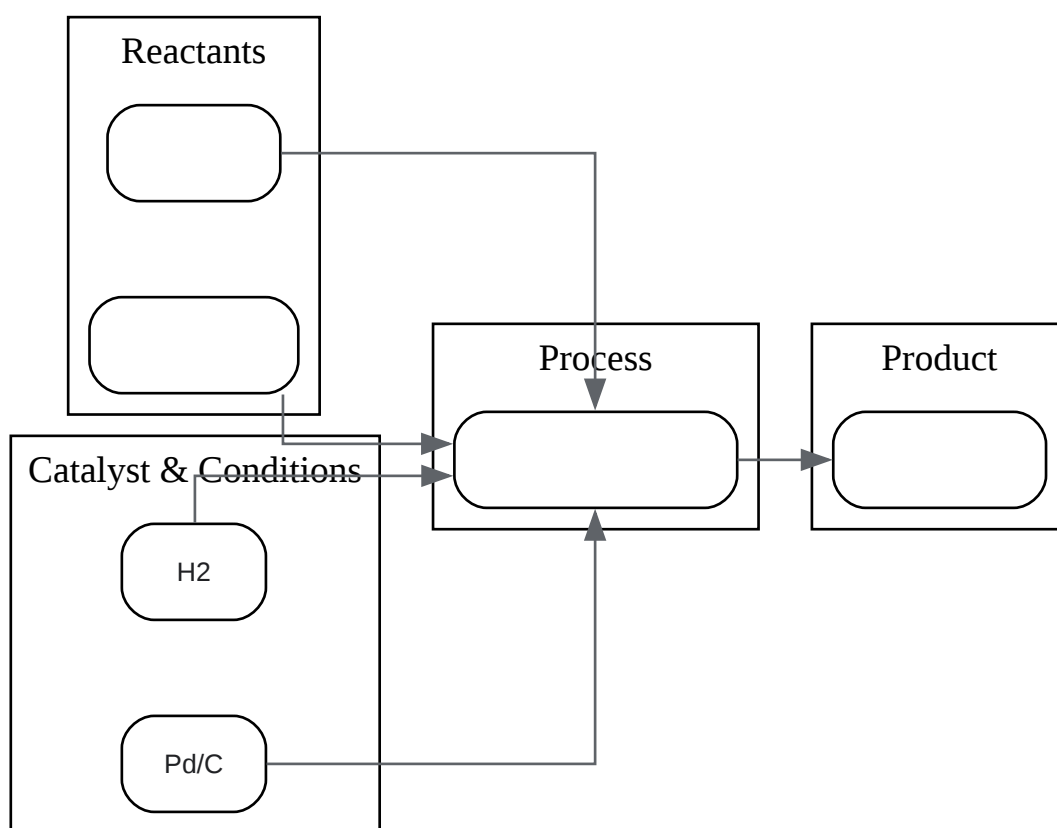 Reactants
Process
Product
Catalyst & Conditions
H2
Pd/C